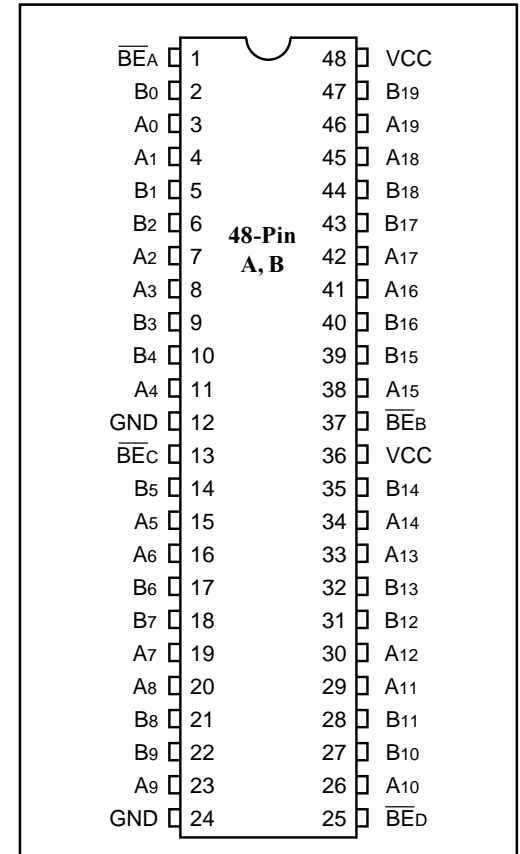 B̅E̅A 1 48 VCC
B0 2 47 B19
A0 3 46 A19
A1 4 45 A18
B1 5 44 B18
B2 6 43 B17
48-Pin
A2 7 42 A17
A, B
A3 8 41 A16
B3 9 40 B16
B4 10 39 B15
A4 11 38 A15
GND 12 37 B̅E̅B
B̅E̅C 13 36 VCC
B5 14 35 B14
A5 15 34 A14
A6 16 33 A13
B6 17 32 B13
B7 18 31 B12
A7 19 30 A12
A8 20 29 A11
B8 21 28 B11
B9 22 27 B10
A9 23 26 A10
GND 24 25 B̅E̅D